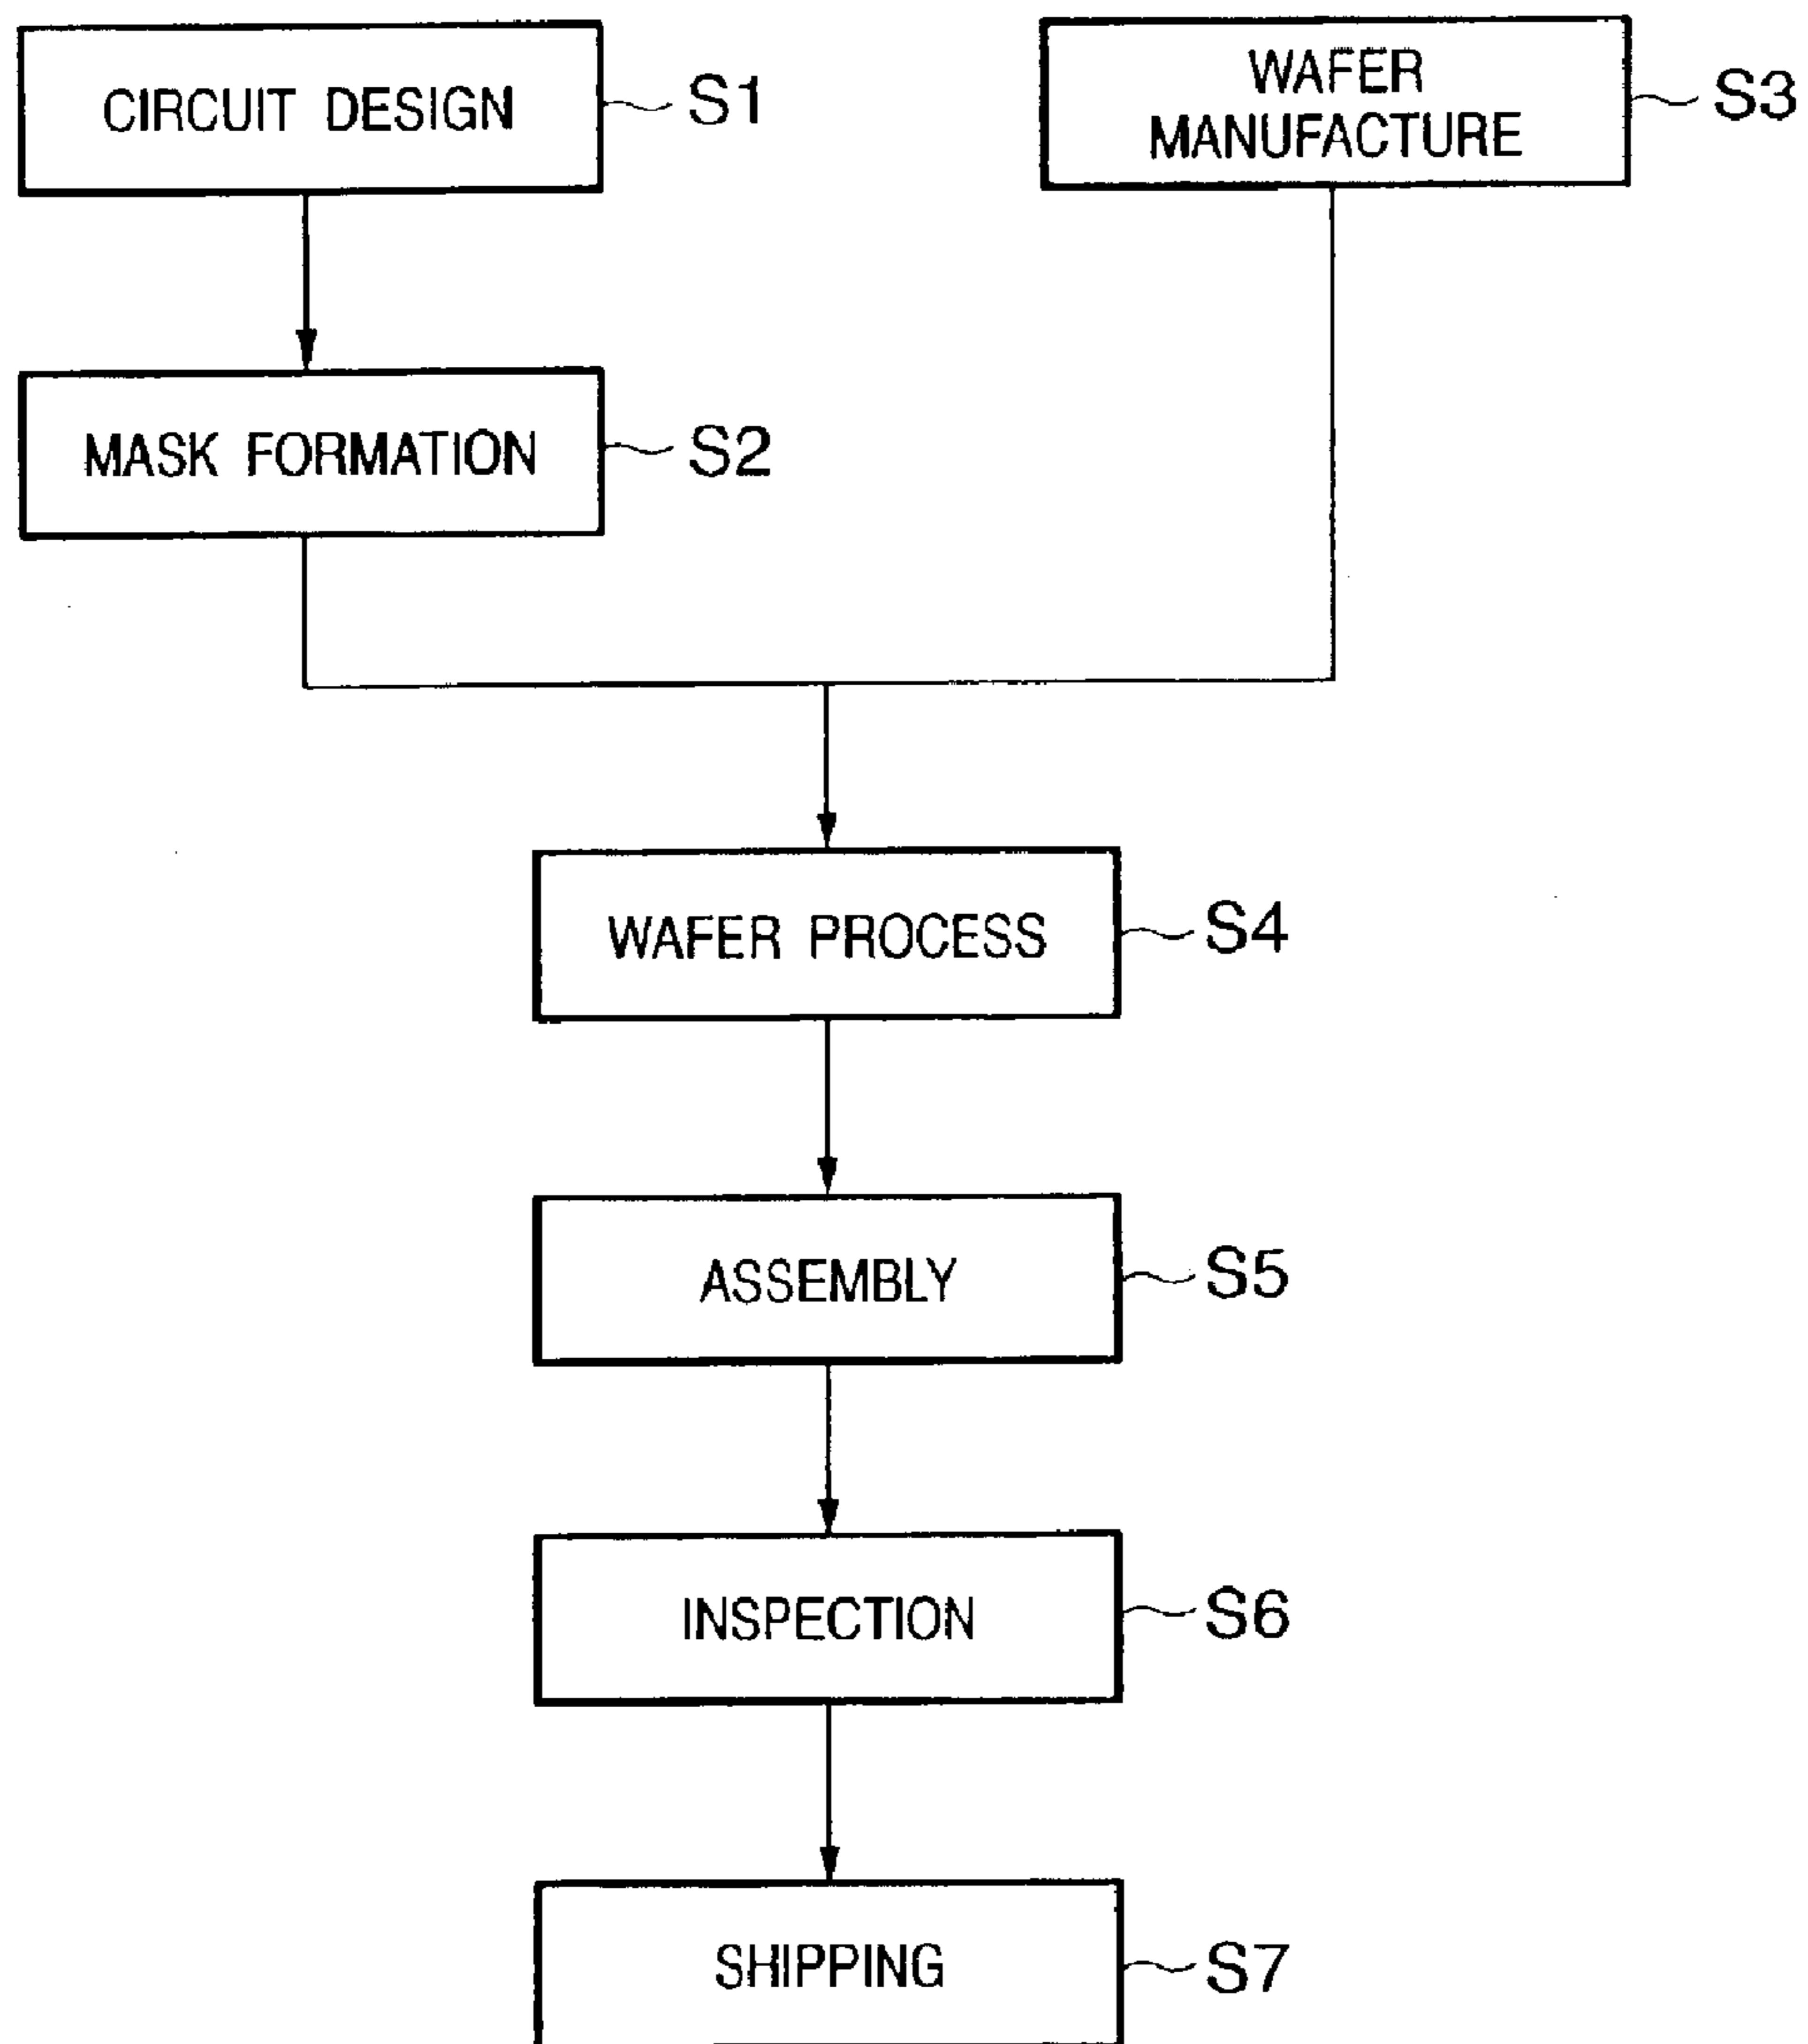 CIRCUIT DESIGN
S1
WAFER
MANUFACTURE
S3
MASK FORMATION
S2
WAFER PROCESS
S4
ASSEMBLY
S5
INSPECTION
S6
SHIPPING
S7